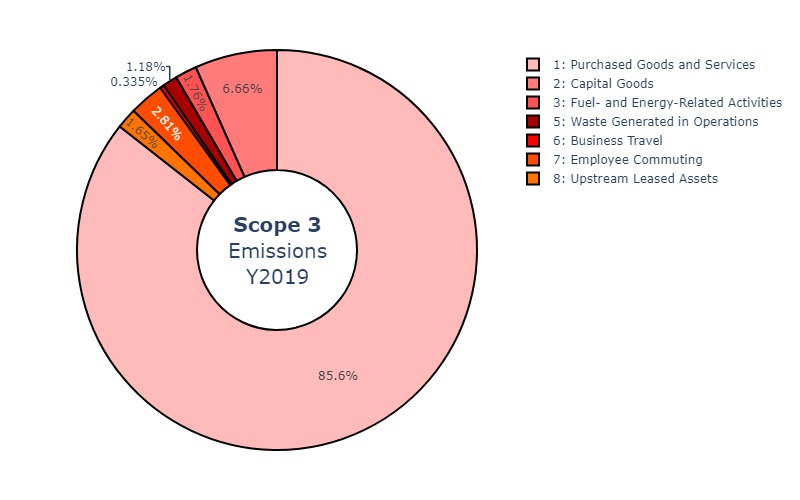 1.18%
0.335%
1.76%
6.66%
2.81%
1.65%
Scope 3
Emissions
Y2019
85.6%
1: Purchased Goods and Services
2: Capital Goods
3: Fuel- and Energy-Related Activities
5: Waste Generated in Operations
6: Business Travel
7: Employee Commuting
8: Upstream Leased Assets